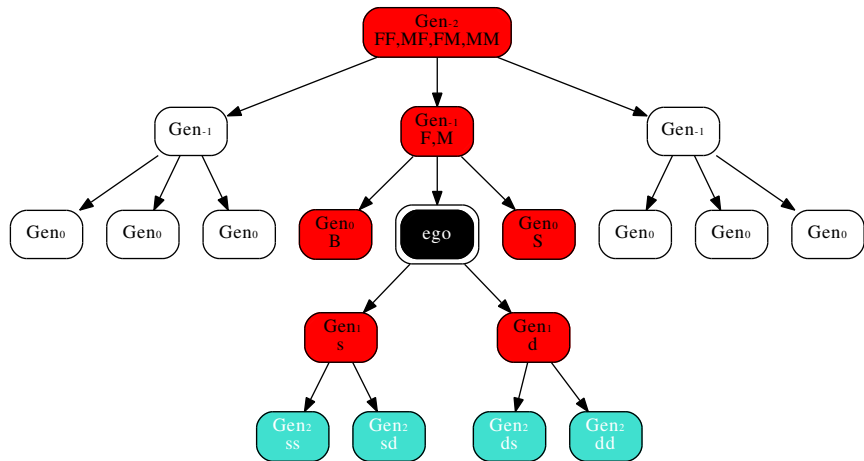 Gen₋₂
FF,MF,FM,MM
Gen₋₁
Gen₋₁
F,M
Gen₋₁
Gen₀
Gen₀
Gen₀
Gen₀
B
ego
Gen₀
S
Gen₀
Gen₀
Gen₀
Gen₁
s
Gen₁
d
Gen₂
ss
Gen₂
sd
Gen₂
ds
Gen₂
dd